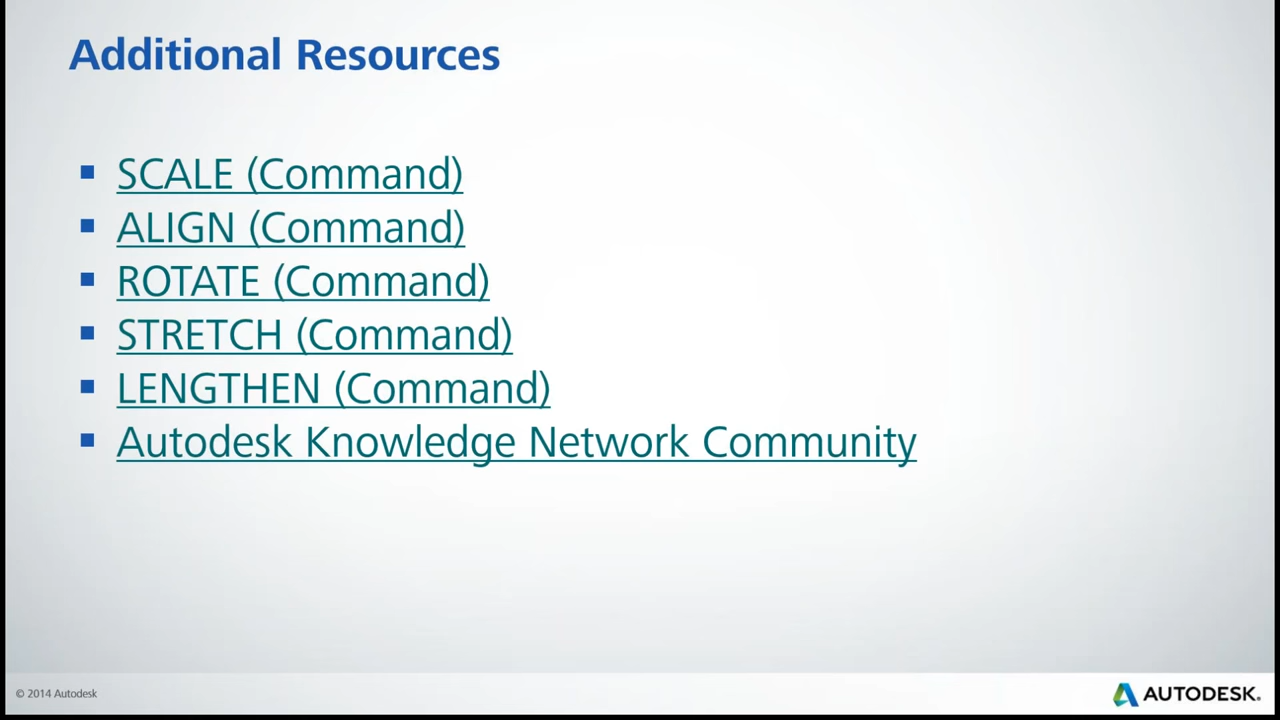 Additional Resources
SCALE (Command)
ALIGN (Command)
ROTATE (Command)
STRETCH (Command)
LENGTHEN (Command)
Autodesk Knowledge Network Community
© 2014 Autodesk
AUTODESK.